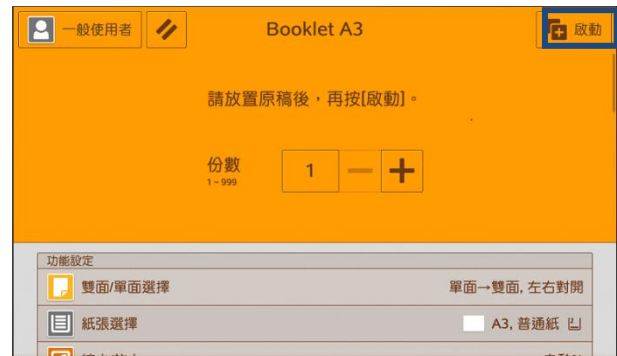 一般使用者
Booklet A3
啟動
請放置原稿後，再按[啟動]。
份數
1~999
1
功能設定
雙面/單面選擇
單面→雙面, 左右對開
紙張選擇
A3, 普通紙